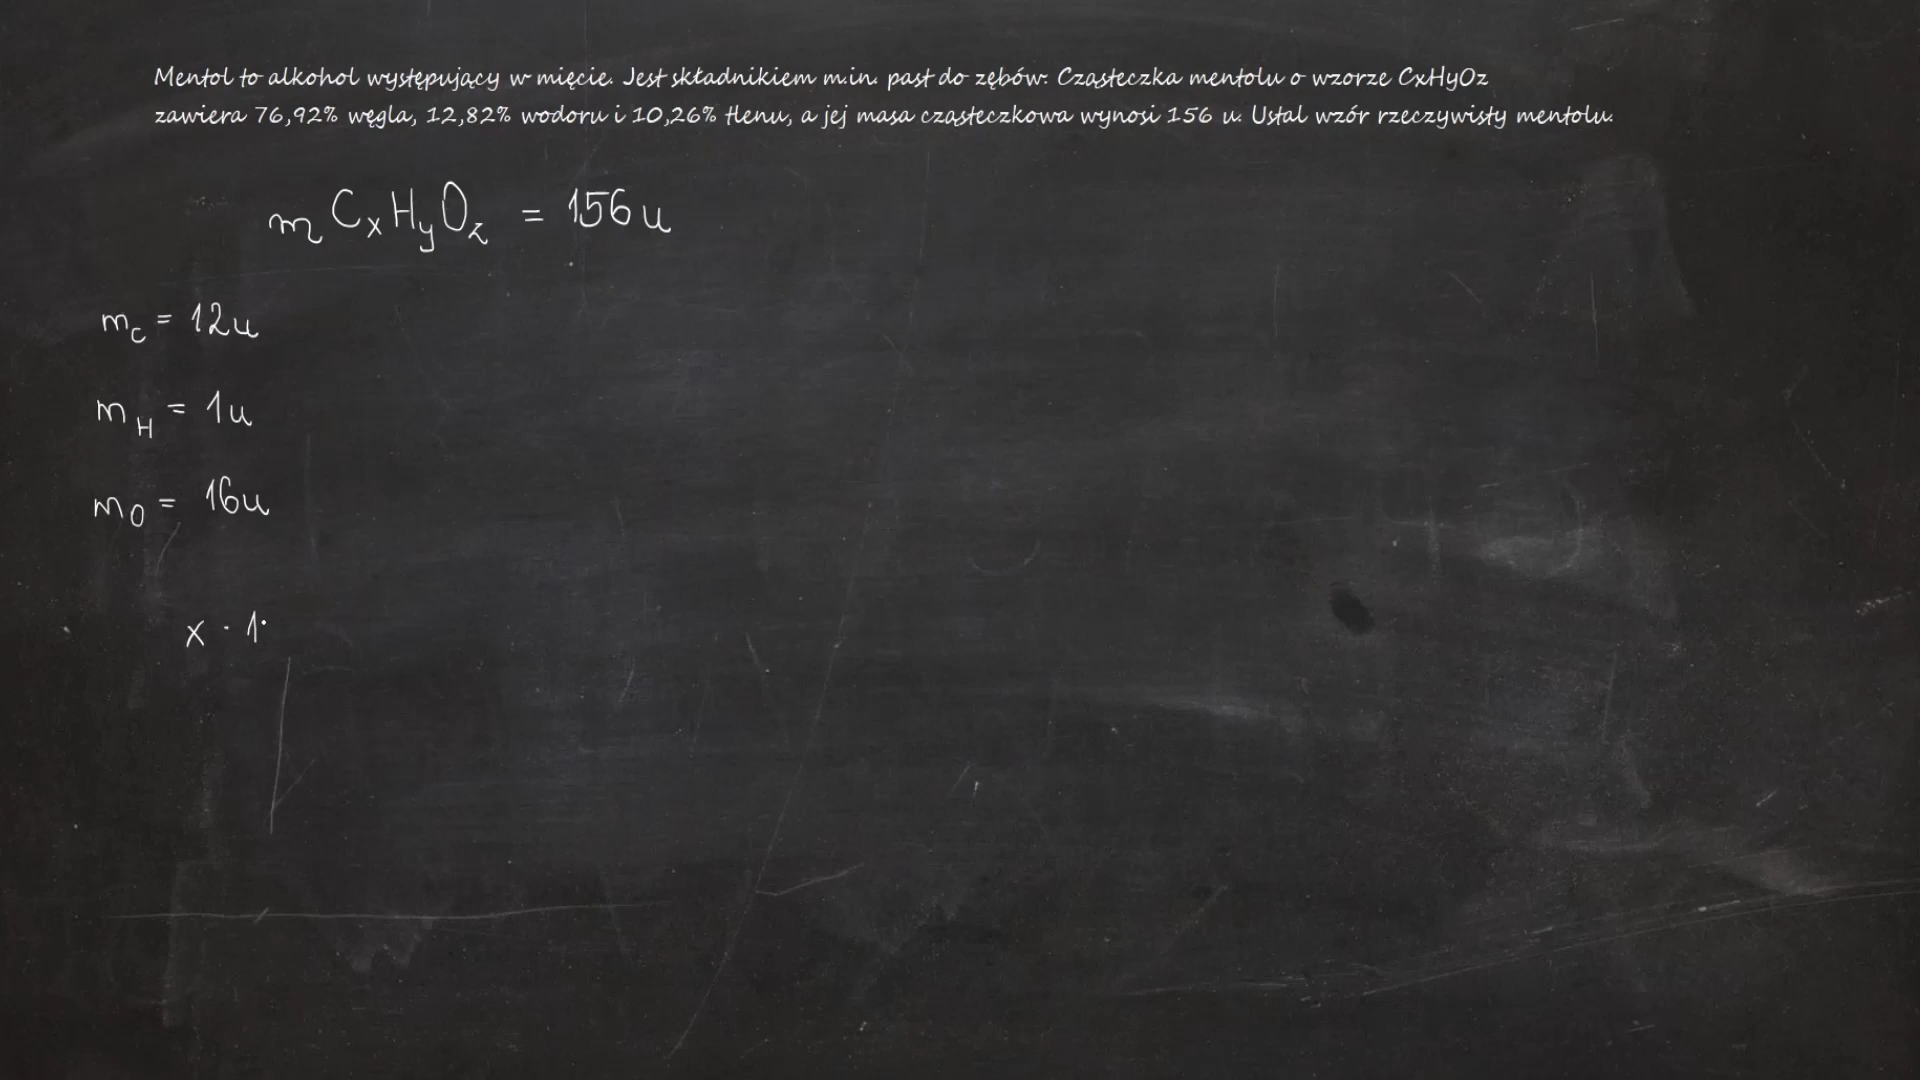 Mentol to alkohol występujący w mięcie. Jest składnikiem m.in. past do zębów. Cząsteczka mentolu o wzorze CxHyOz
zawiera 76,92% węgla, 12,82% wodoru i 10,26% tlenu, a jej masa cząsteczkowa wynosi 156 u. Ustal wzór rzeczywisty mentolu.
m CxHyOz = 156u
mC = 12u
mH = 1u
mO = 16u
x · 1